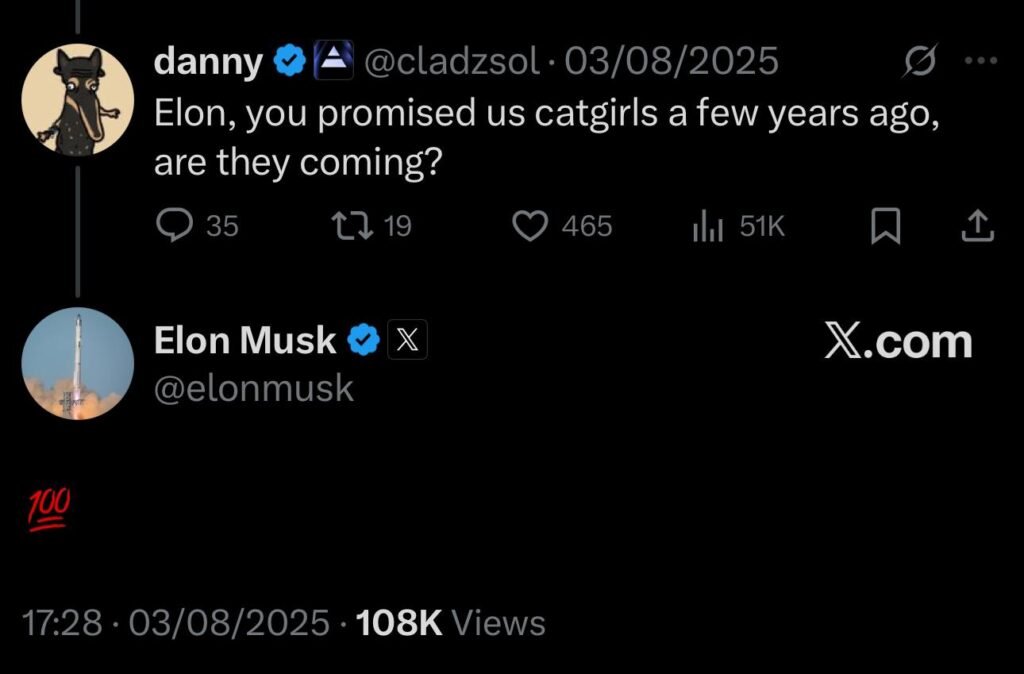 danny @cladzsol · 03/08/2025
Elon, you promised us catgirls a few years ago,
are they coming?
35 19 465 51K
Elon Musk X X.com
@elonmusk
💯
17:28 · 03/08/2025 · 108K Views